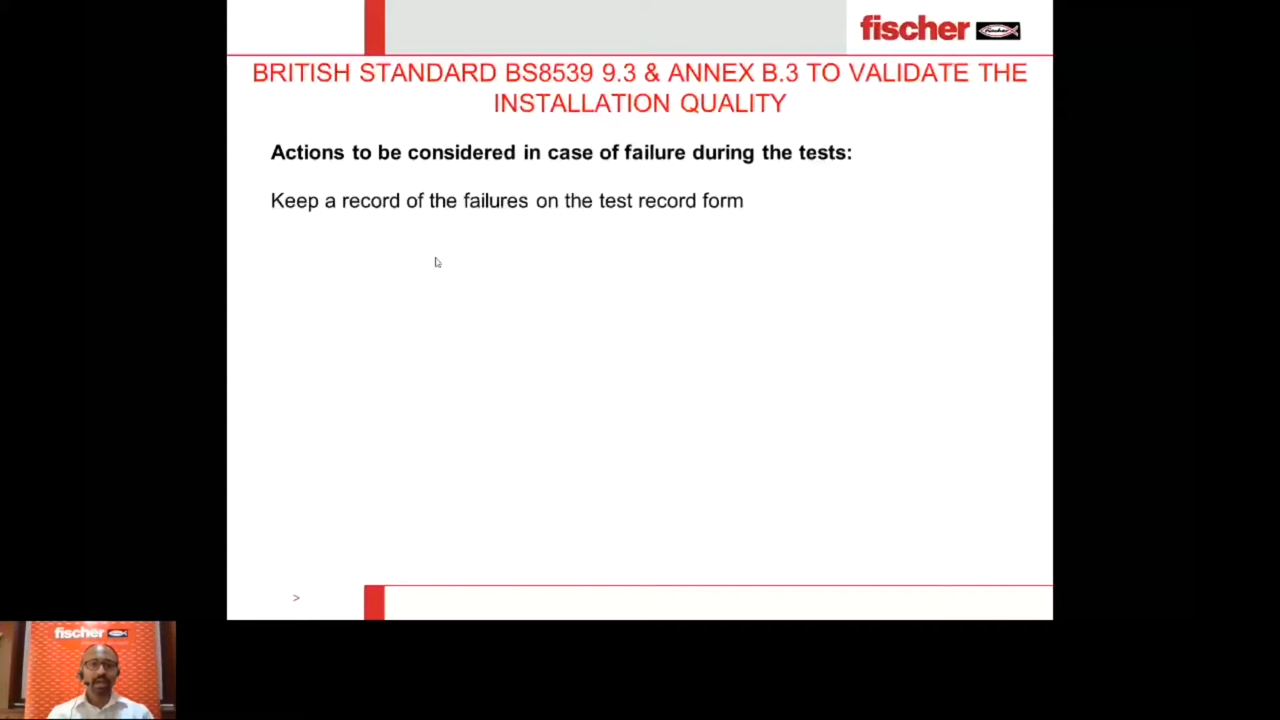 fischer
BRITISH STANDARD BS8539 9.3 & ANNEX B.3 TO VALIDATE THE
INSTALLATION QUALITY
Actions to be considered in case of failure during the tests:
Keep a record of the failures on the test record form
>
fischer